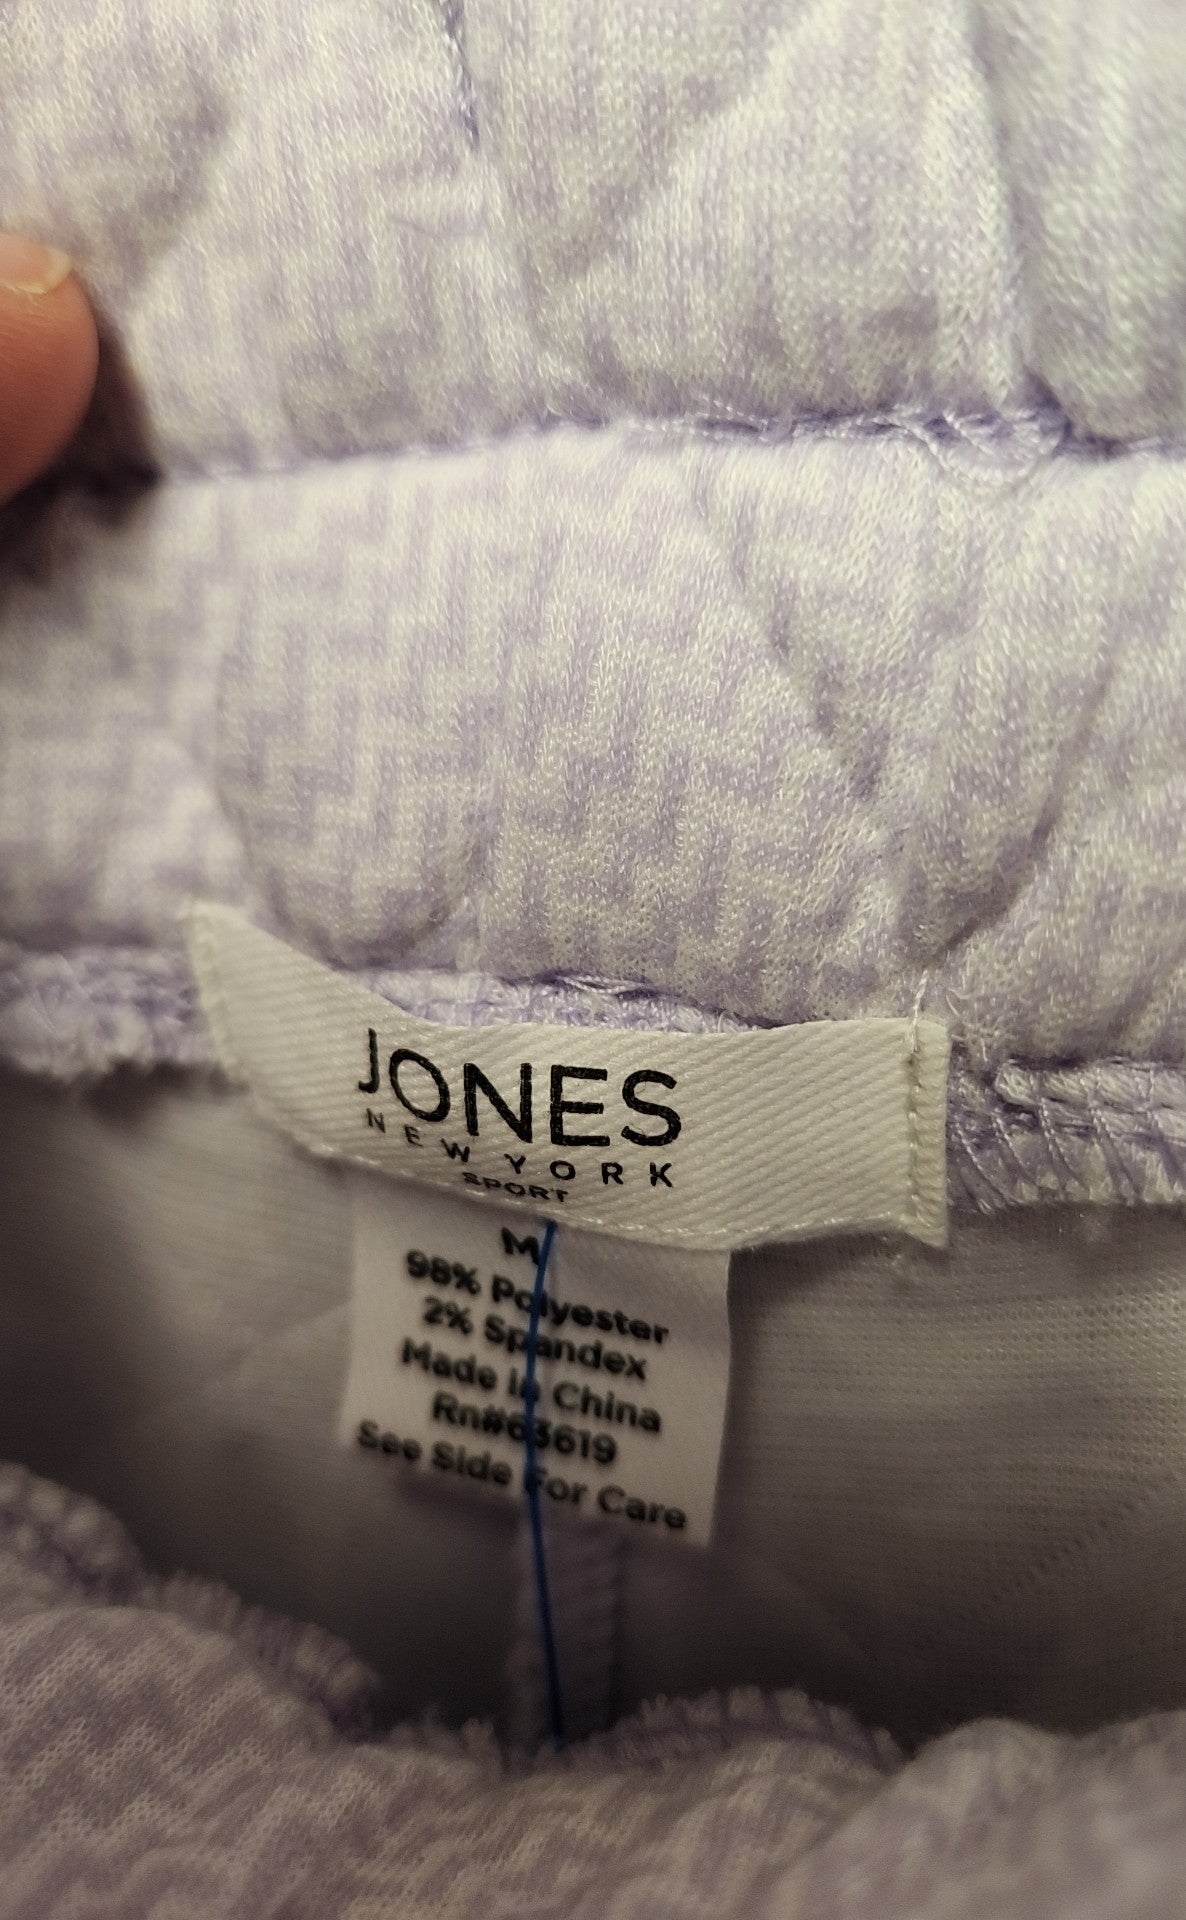 JONES
NEW YORK
SPORT
M
98% Polyester
2% Spandex
Made In China
Rn#63619
See Side For Care